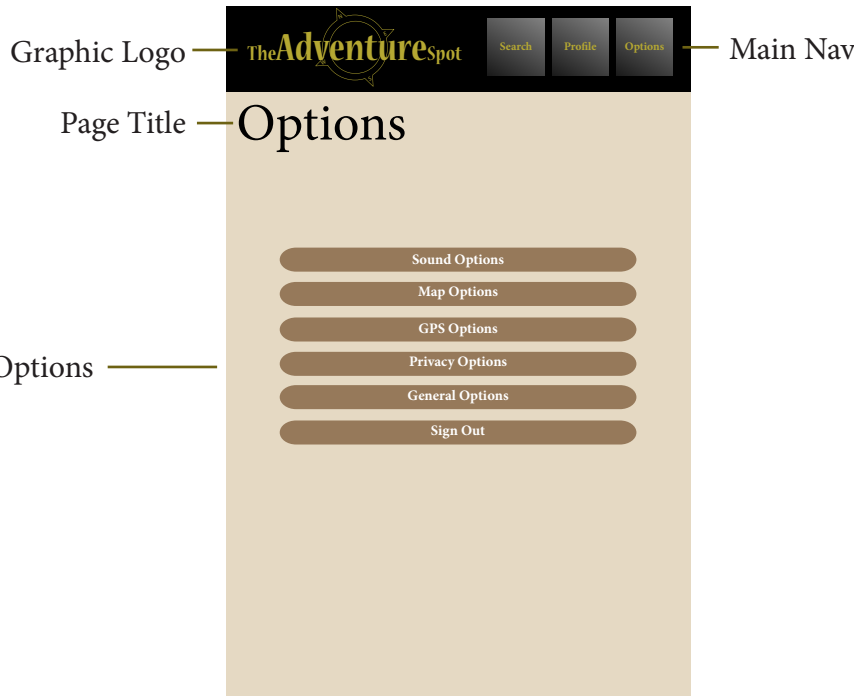 Graphic Logo
TheAdventureSpot
Search
Profile
Options
Main Nav
Page Title
Options
Sound Options
Map Options
GPS Options
Privacy Options
General Options
Sign Out
Options